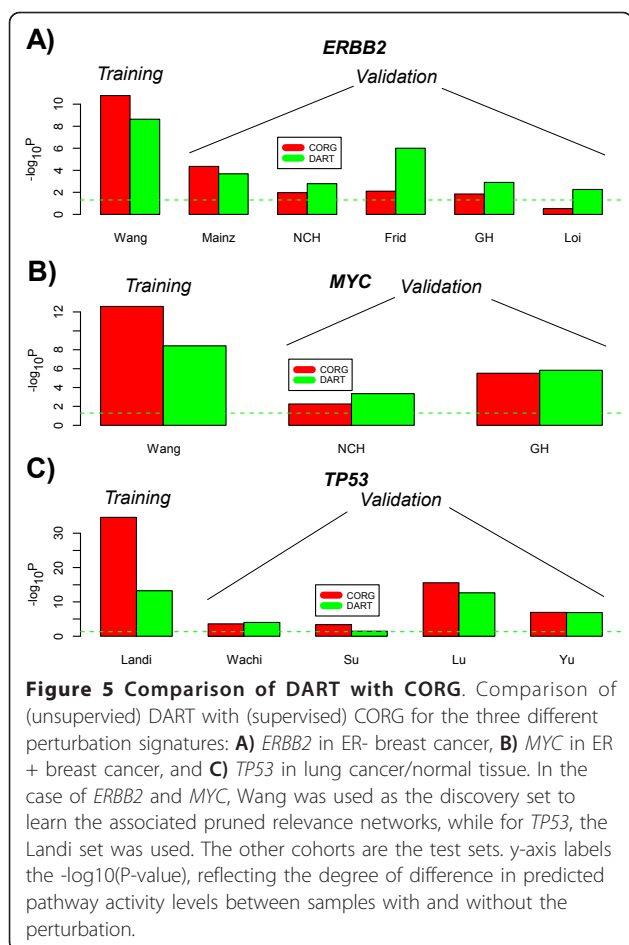 A)
ERBB2
Training
Validation
-log10P
0 2 4 6 8 10
CORG
DART
Wang Mainz NCH Frid GH Loi
B)
MYC
Training
Validation
-log10P
0 2 4 6 8 12
CORG
DART
Wang NCH GH
C)
TP53
Training
Validation
-log10P
0 10 20 30
CORG
DART
Landi Wachi Su Lu Yu
Figure 5 Comparison of DART with CORG. Comparison of
(unsupervied) DART with (supervised) CORG for the three different
perturbation signatures: A) ERBB2 in ER- breast cancer, B) MYC in ER
+ breast cancer, and C) TP53 in lung cancer/normal tissue. In the
case of ERBB2 and MYC, Wang was used as the discovery set to
learn the associated pruned relevance networks, while for TP53, the
Landi set was used. The other cohorts are the test sets. y-axis labels
the -log10(P-value), reflecting the degree of difference in predicted
pathway activity levels between samples with and without the
perturbation.